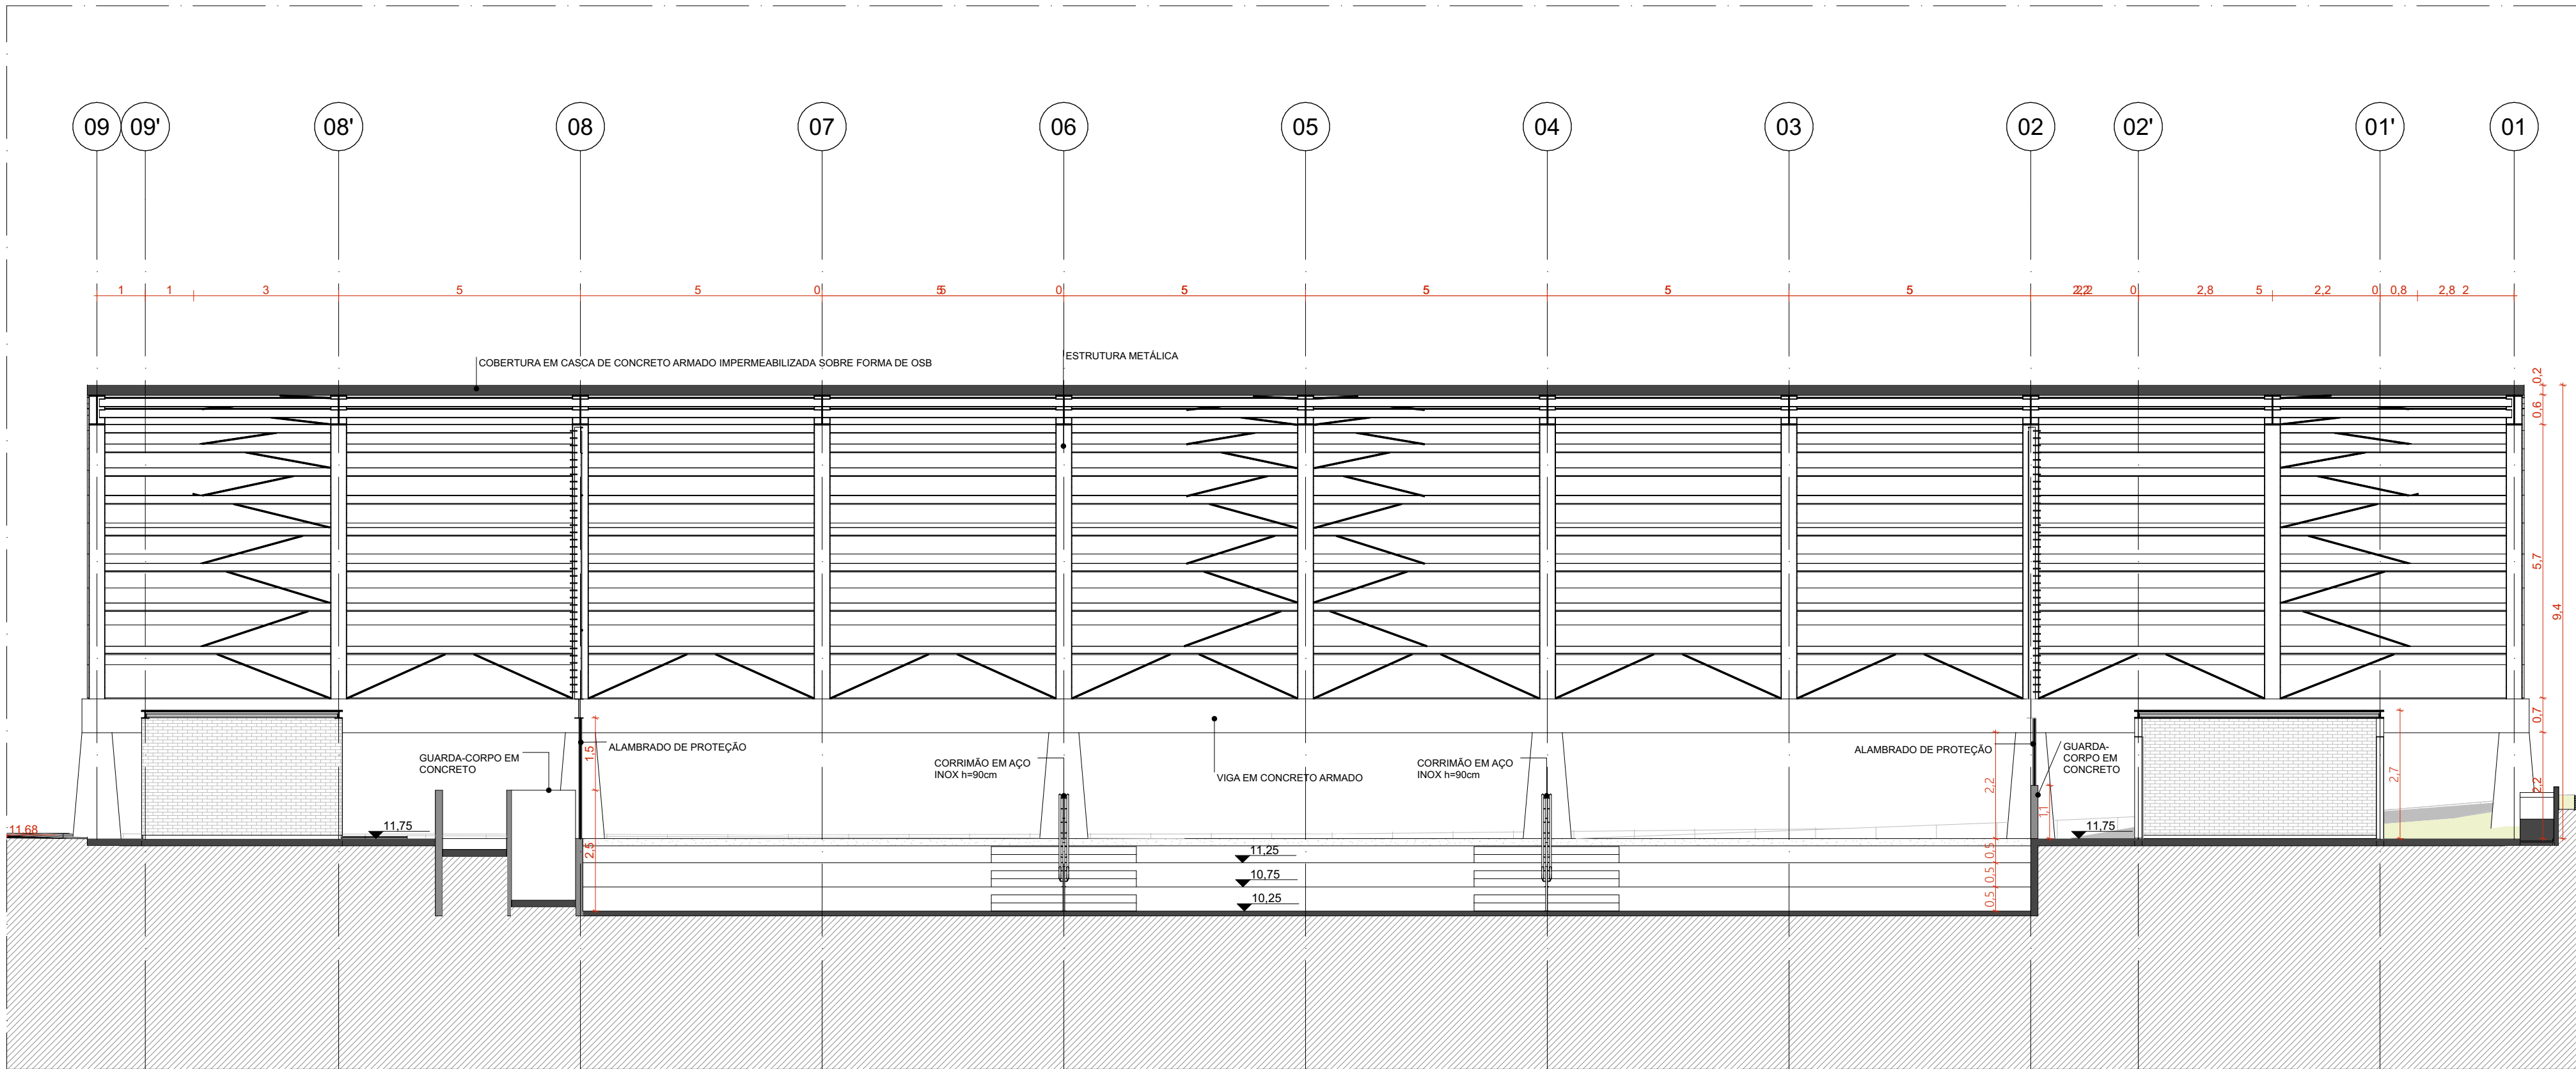 09 09' 08' 08 07 06 05 04 03 02 02' 01' 01
1 1 3 5 5 0 5 0 5 5 5 5 0 2,8 5 2,2 0 0,8 2,8 2
COBERTURA EM CASCA DE CONCRETO ARMADO IMPERMEABILIZADA SOBRE FORMA DE OSB
ESTRUTURA METÁLICA
0,2
0,6
5,7
9,4
0,7
2,2
GUARDA-CORPO EM
CONCRETO
1,5
ALAMBRADO DE PROTEÇÃO
CORRIMÃO EM AÇO
INOX h=90cm
VIGA EM CONCRETO ARMADO
CORRIMÃO EM AÇO
INOX h=90cm
ALAMBRADO DE PROTEÇÃO
GUARDA-
CORPO EM
CONCRETO
2,2
1,1
2,7
11,68
11,75
11,75
2,5
11,25
10,75
10,25
0,5
0,5
0,5